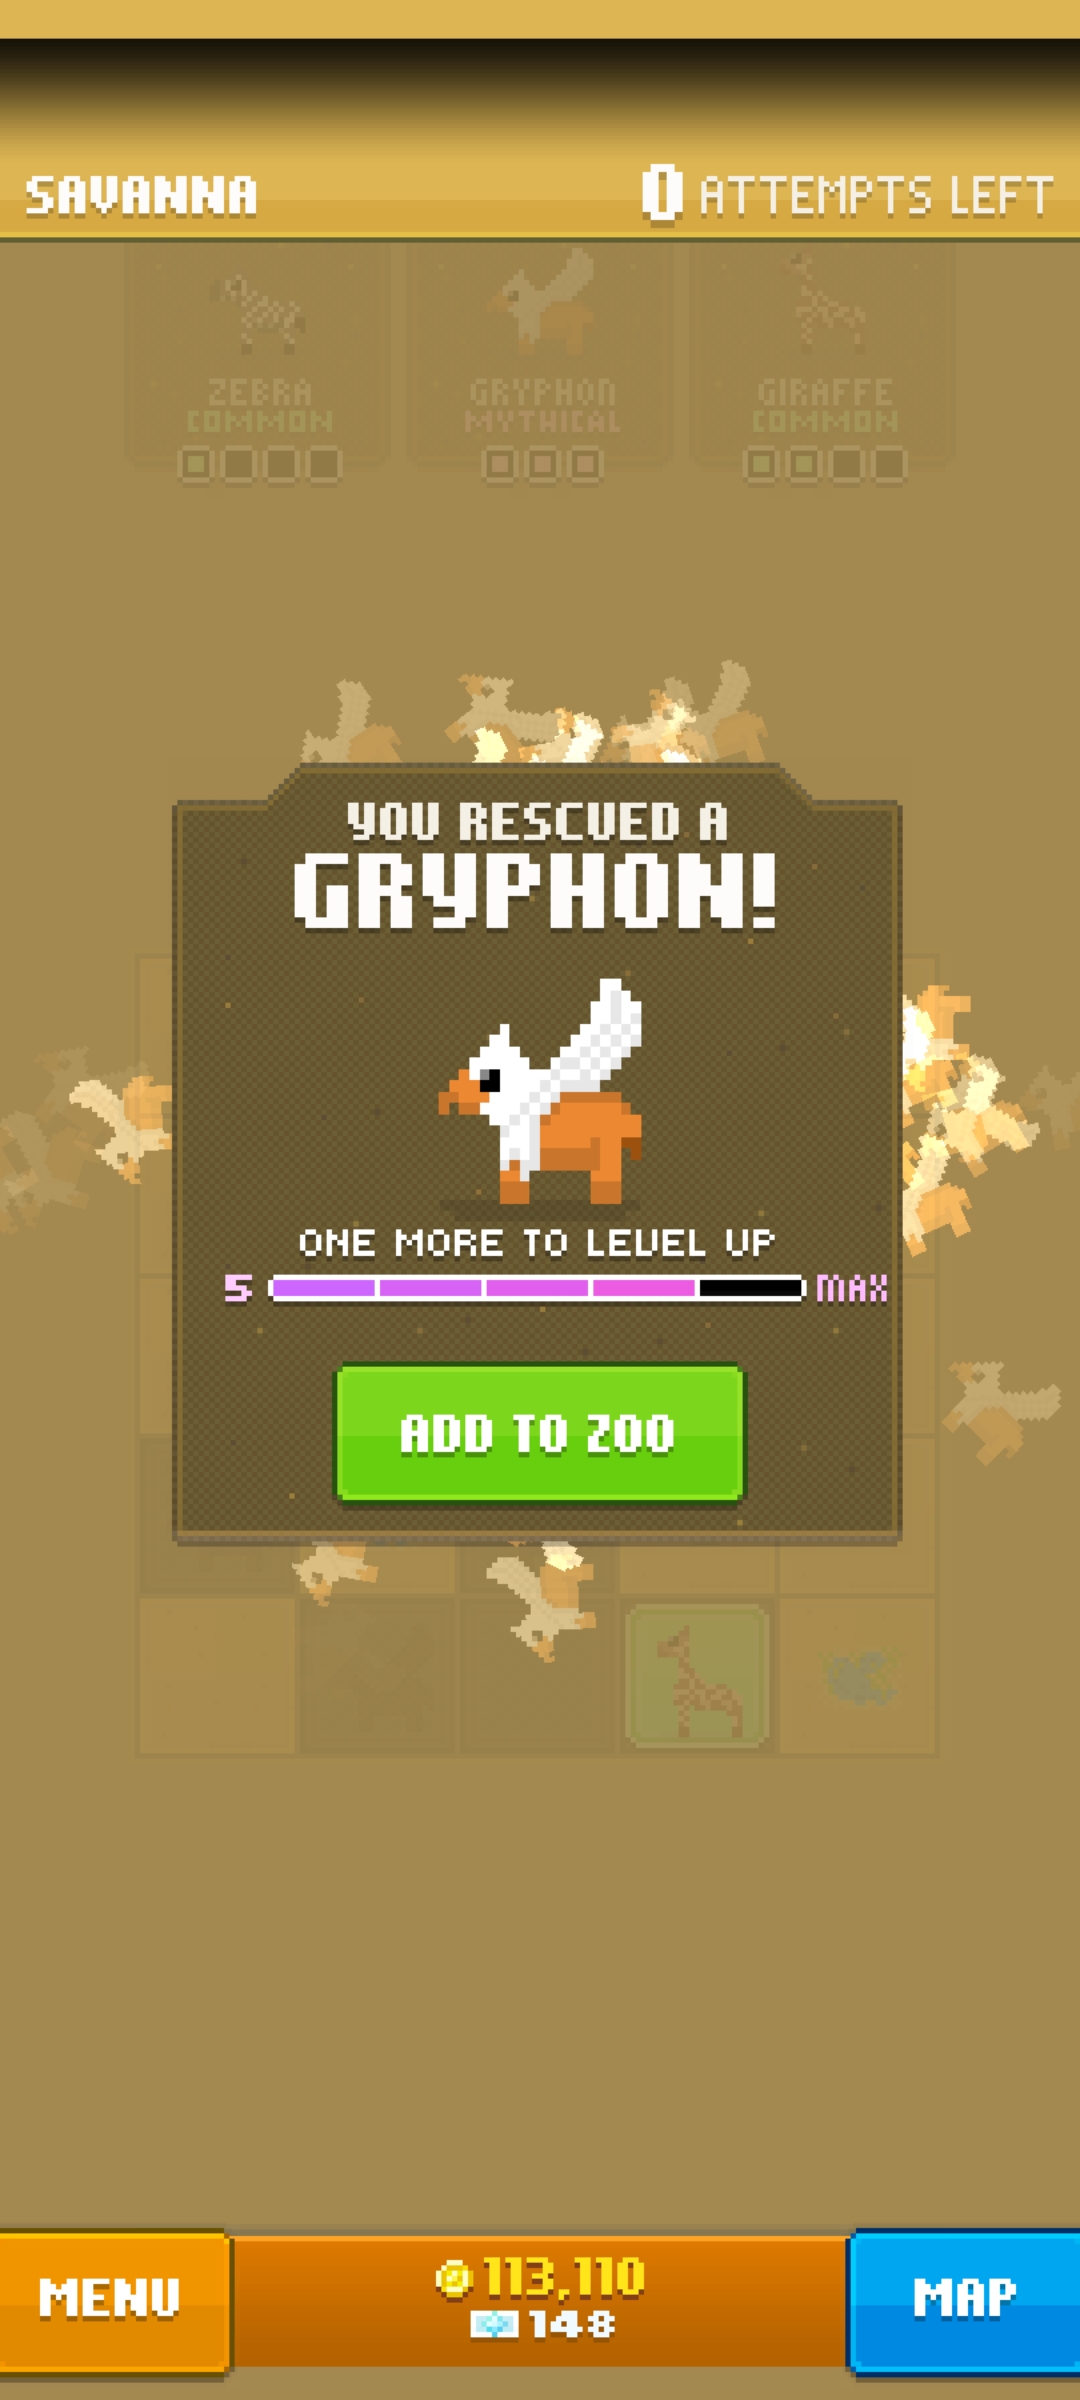 SAVANNA
0 ATTEMPTS LEFT
ZEBRA
COMMON
GRYPHON
MYTHICAL
GIRAFFE
COMMON
YOU RESCUED A
GRYPHON!
ONE MORE TO LEVEL UP
5
MAX
ADD TO ZOO
MENU
113,110
148
MAP